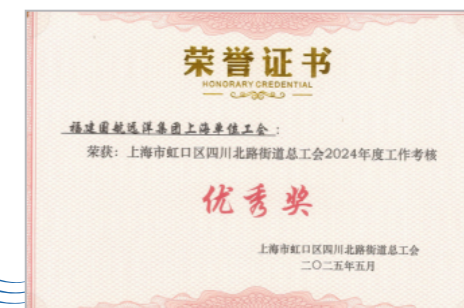 荣誉证书
HONORARY CREDENTIAL
福建国航远洋集团上海单位工会：
荣获：上海市虹口区四川北路街道总工会2024年度工作考核
优秀奖
上海市虹口区四川北路街道总工会
二〇二五年五月